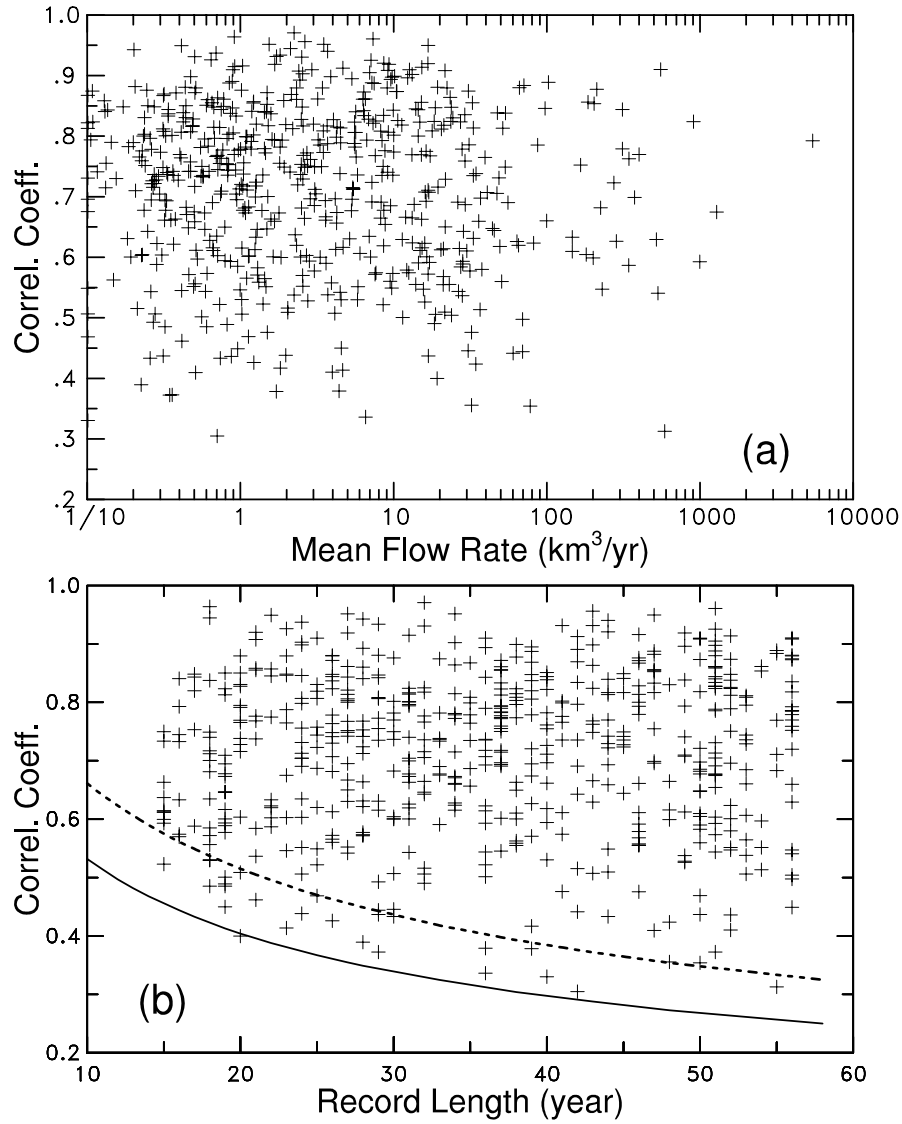 1.0
.9
.8
.7
.6
.5
.4
.3
.2
Correl. Coeff.
(a)
1/10 1 10 100 1000 10000
Mean Flow Rate (km³/yr)
1.0
0.8
0.6
0.4
0.2
Correl. Coeff.
(b)
10 20 30 40 50 60
Record Length (year)